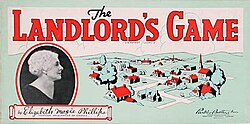 The
LANDLORD'S GAME
by Elizabeth Magie Phillips